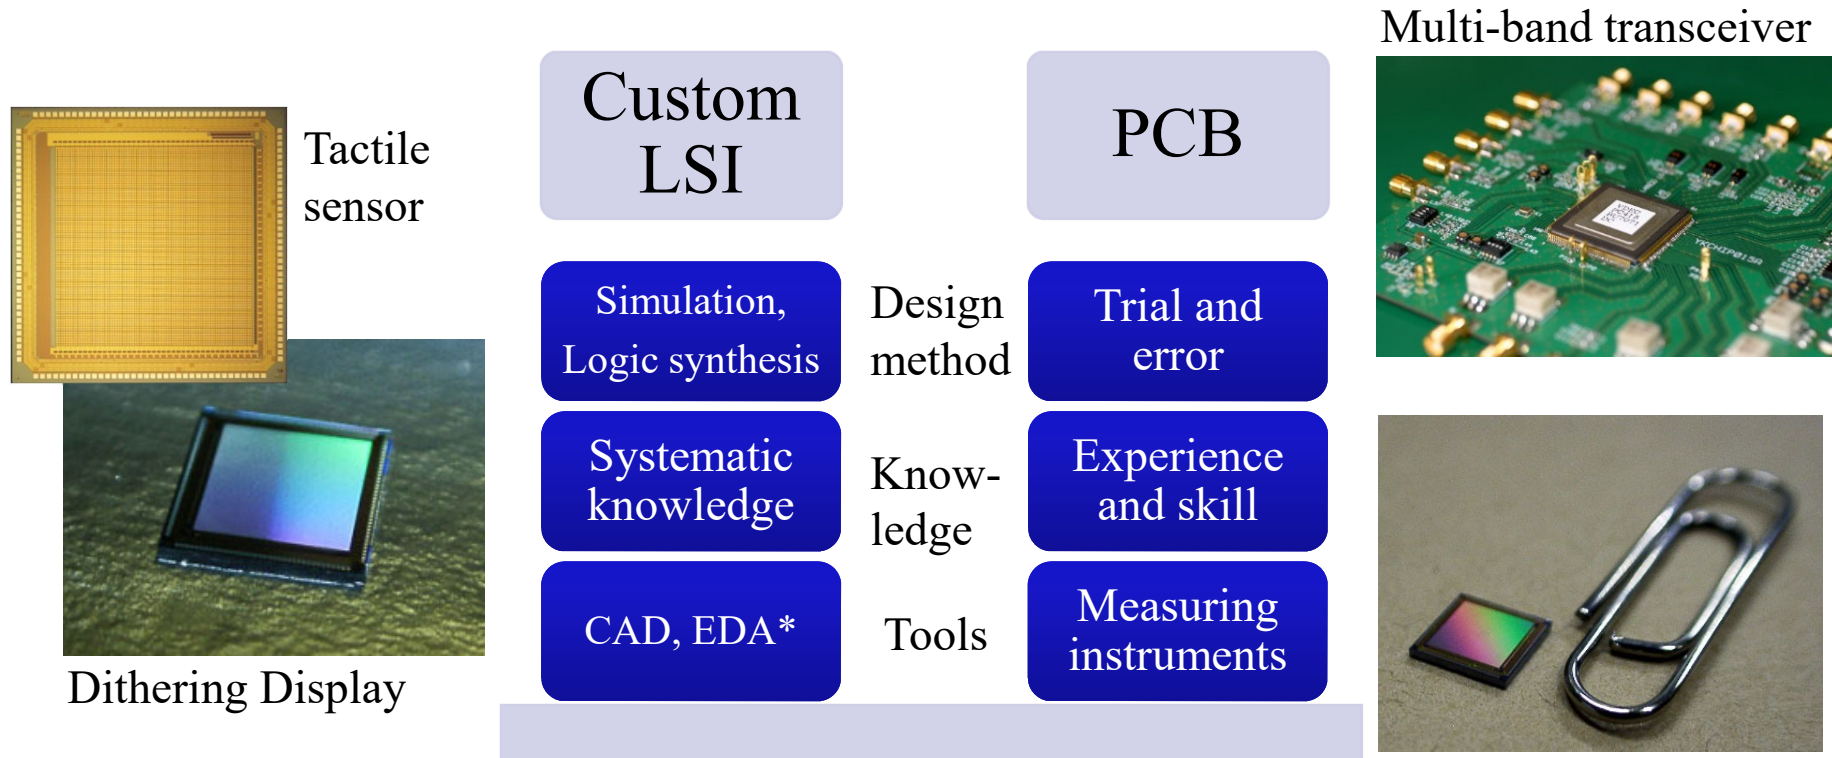 Multi-band transceiver
Custom
LSI
PCB
Tactile
sensor
Simulation,
Logic synthesis
Design
method
Trial and
error
Systematic
knowledge
Know-
ledge
Experience
and skill
CAD, EDA*
Tools
Measuring
instruments
Dithering Display
YKCHIP015A